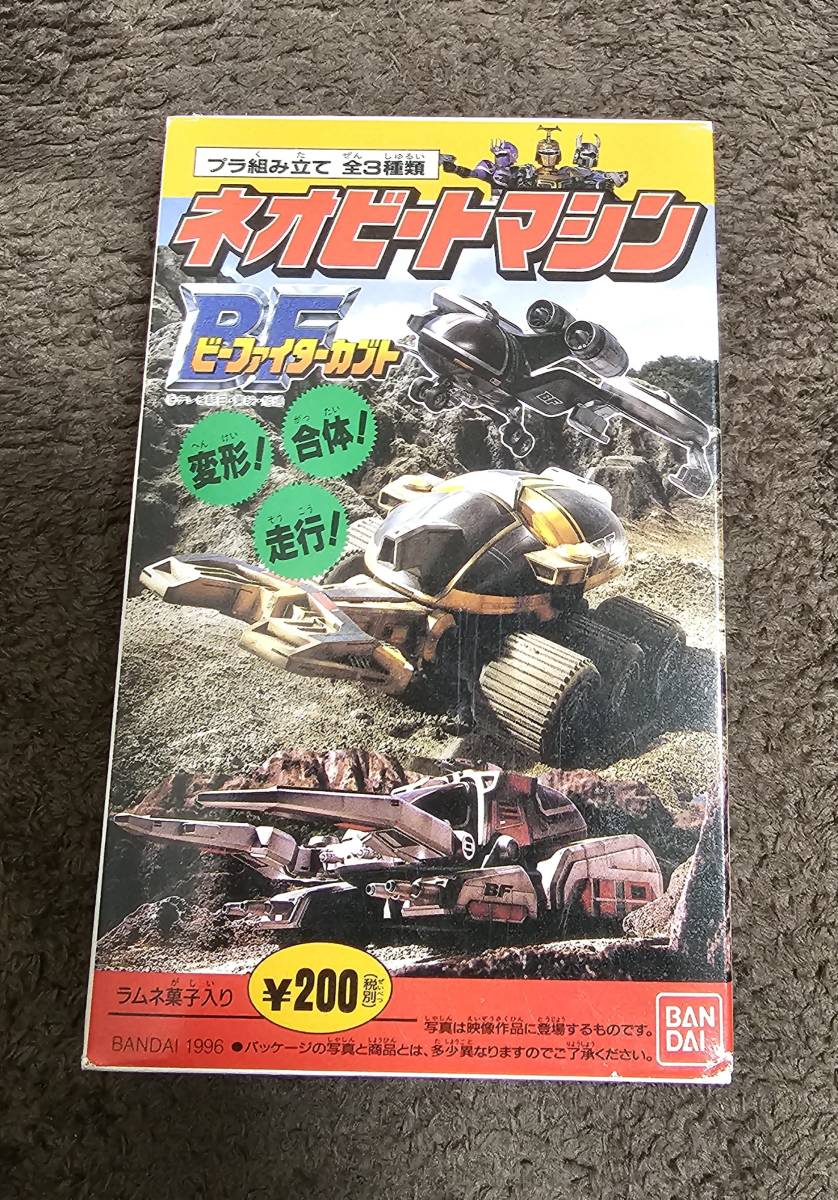 プラ組み立て 全3種類
ネオビートマシン
BF
ビーファイターカブト
変形!
合体!
走行!
BF
BF
ラムネ菓子入り
¥200(税別)
写真は映像作品に登場するものです。
BANDAI 1996 ●パッケージの写真と商品とは、多少異なりますのでご了承ください。
BAN
DAI